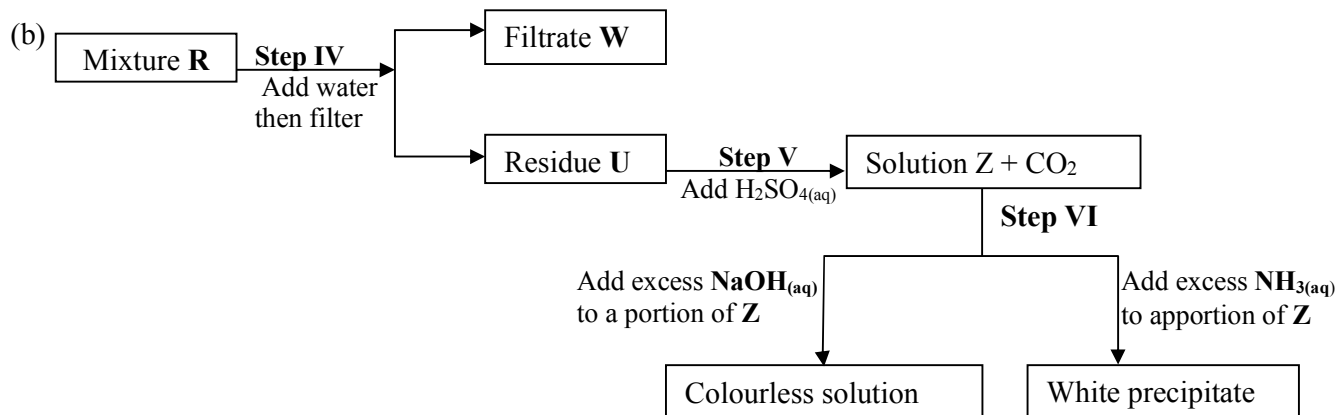 (b)
Mixture R
Step IV
Add water
then filter
Filtrate W
Residue U
Step V
Add H₂SO₄(aq)
Solution Z + CO₂
Step VI
Add excess NaOH(aq)
to a portion of Z
Add excess NH₃(aq)
to apportion of Z
Colourless solution
White precipitate